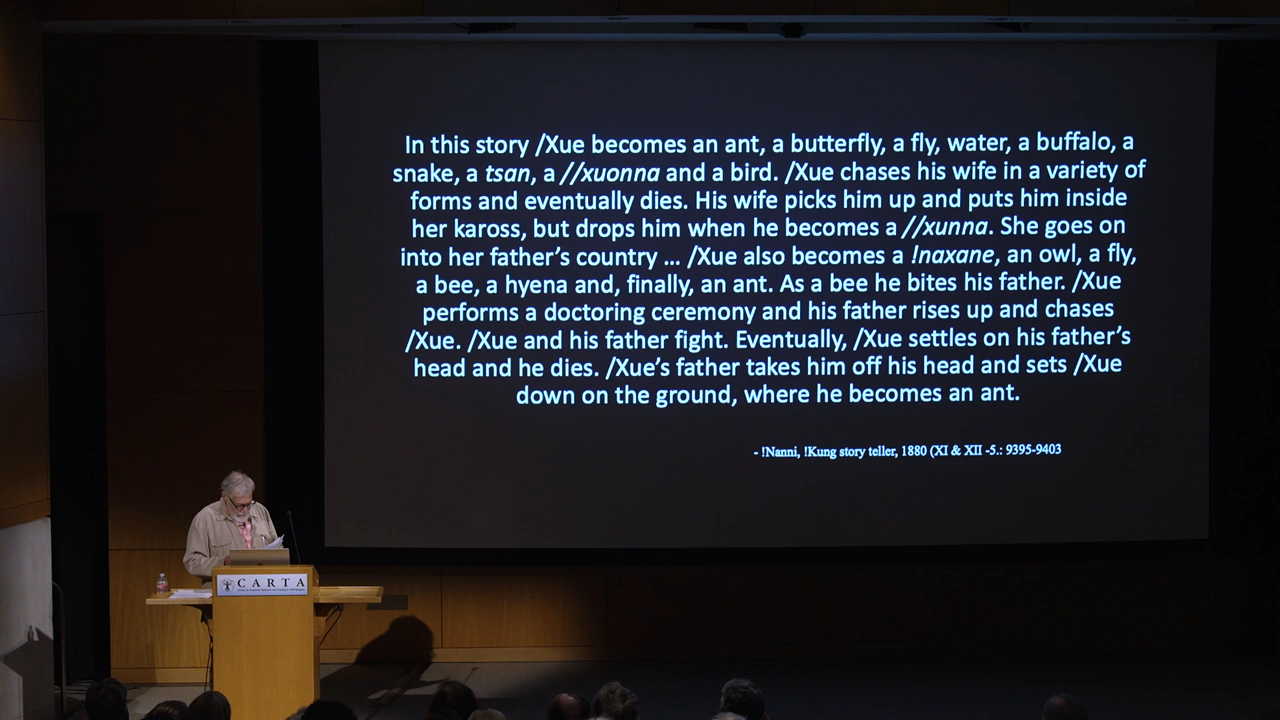 In this story /Xue becomes an ant, a butterfly, a fly, water, a buffalo, a
snake, a tsan, a //xuonna and a bird. /Xue chases his wife in a variety of
forms and eventually dies. His wife picks him up and puts him inside
her kaross, but drops him when he becomes a //xunna. She goes on
into her father’s country ... /Xue also becomes a !naxane, an owl, a fly,
a bee, a hyena and, finally, an ant. As a bee he bites his father. /Xue
performs a doctoring ceremony and his father rises up and chases
/Xue. /Xue and his father fight. Eventually, /Xue settles on his father’s
head and he dies. /Xue’s father takes him off his head and sets /Xue
down on the ground, where he becomes an ant.
- !Nanni, !Kung story teller, 1880 (XI & XII -5.: 9395-9403
CARTA